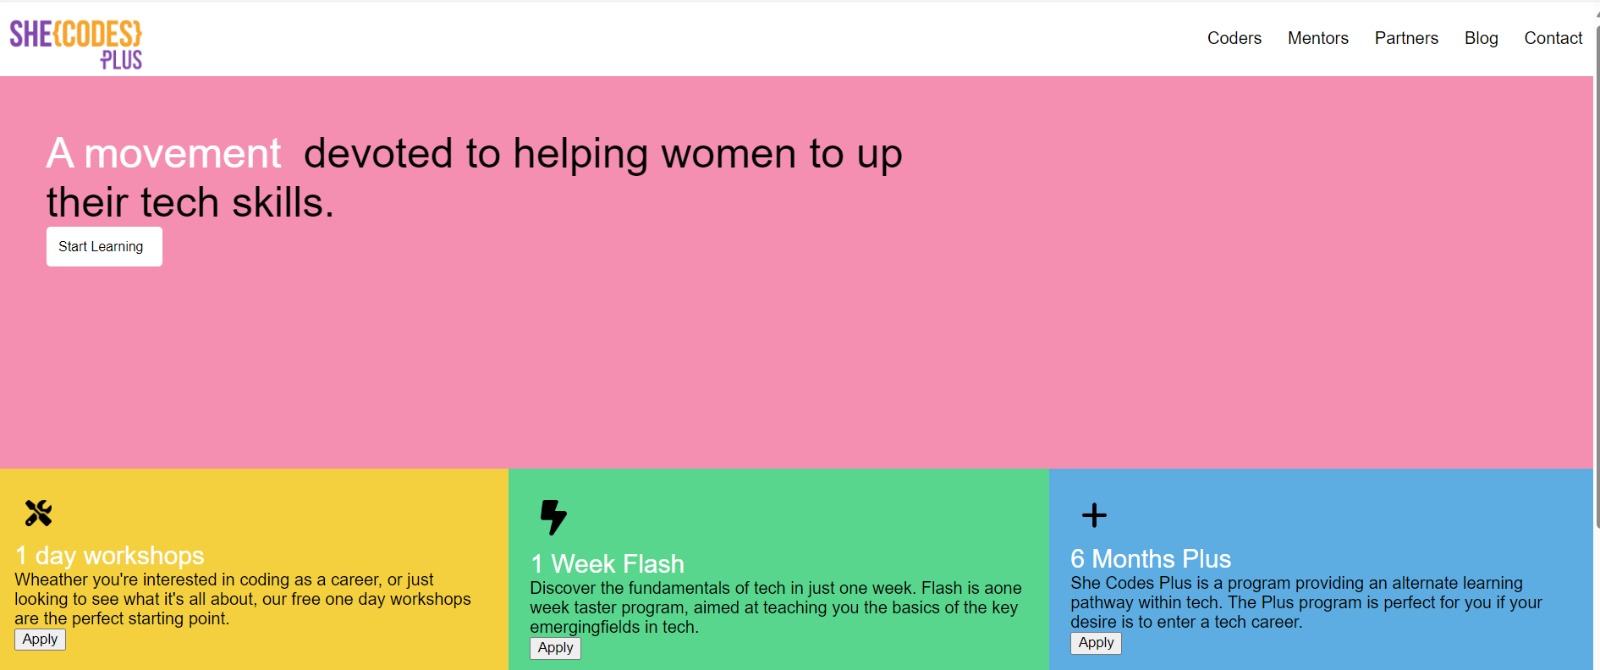 SHE{CODES}
PLUS
Coders Mentors Partners Blog Contact
A movement devoted to helping women to up
their tech skills.
Start Learning
1 day workshops
Wheather you're interested in coding as a career, or just
looking to see what it's all about, our free one day workshops
are the perfect starting point.
Apply
1 Week Flash
Discover the fundamentals of tech in just one week. Flash is aone
week taster program, aimed at teaching you the basics of the key
emergingfields in tech.
Apply
6 Months Plus
She Codes Plus is a program providing an alternate learning
pathway within tech. The Plus program is perfect for you if your
desire is to enter a tech career.
Apply